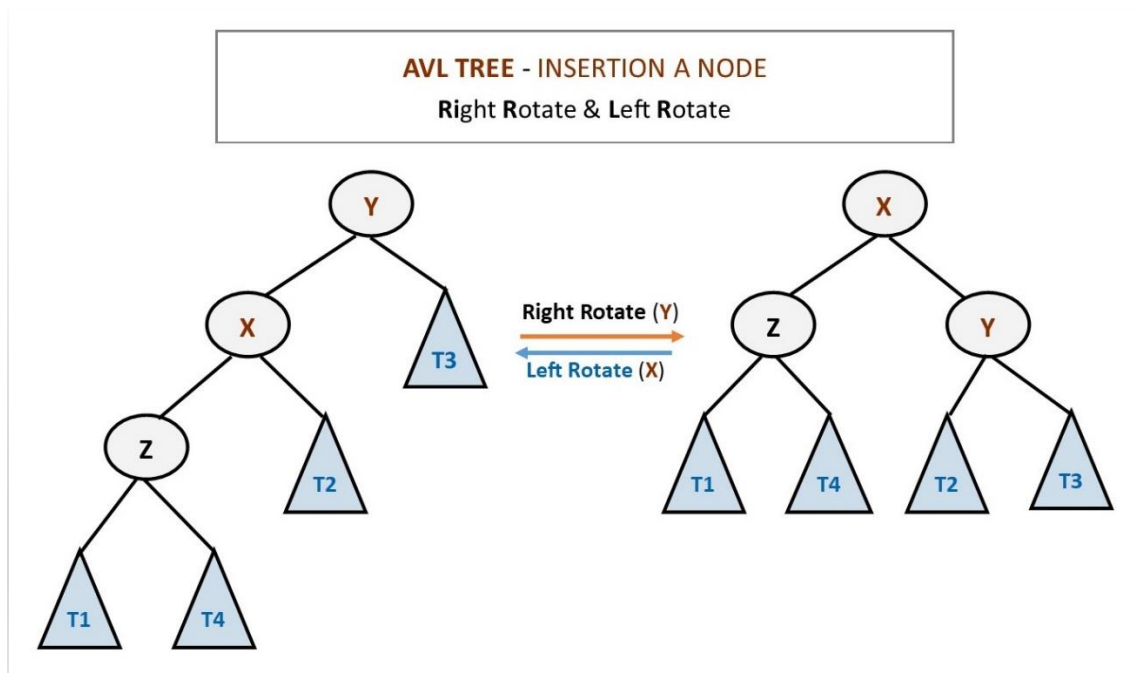 AVL TREE - INSERTION A NODE
Right Rotate & Left Rotate
Y
X
T3
Z
T2
T1
T4
Right Rotate (Y)
Left Rotate (X)
X
Z
Y
T1
T4
T2
T3